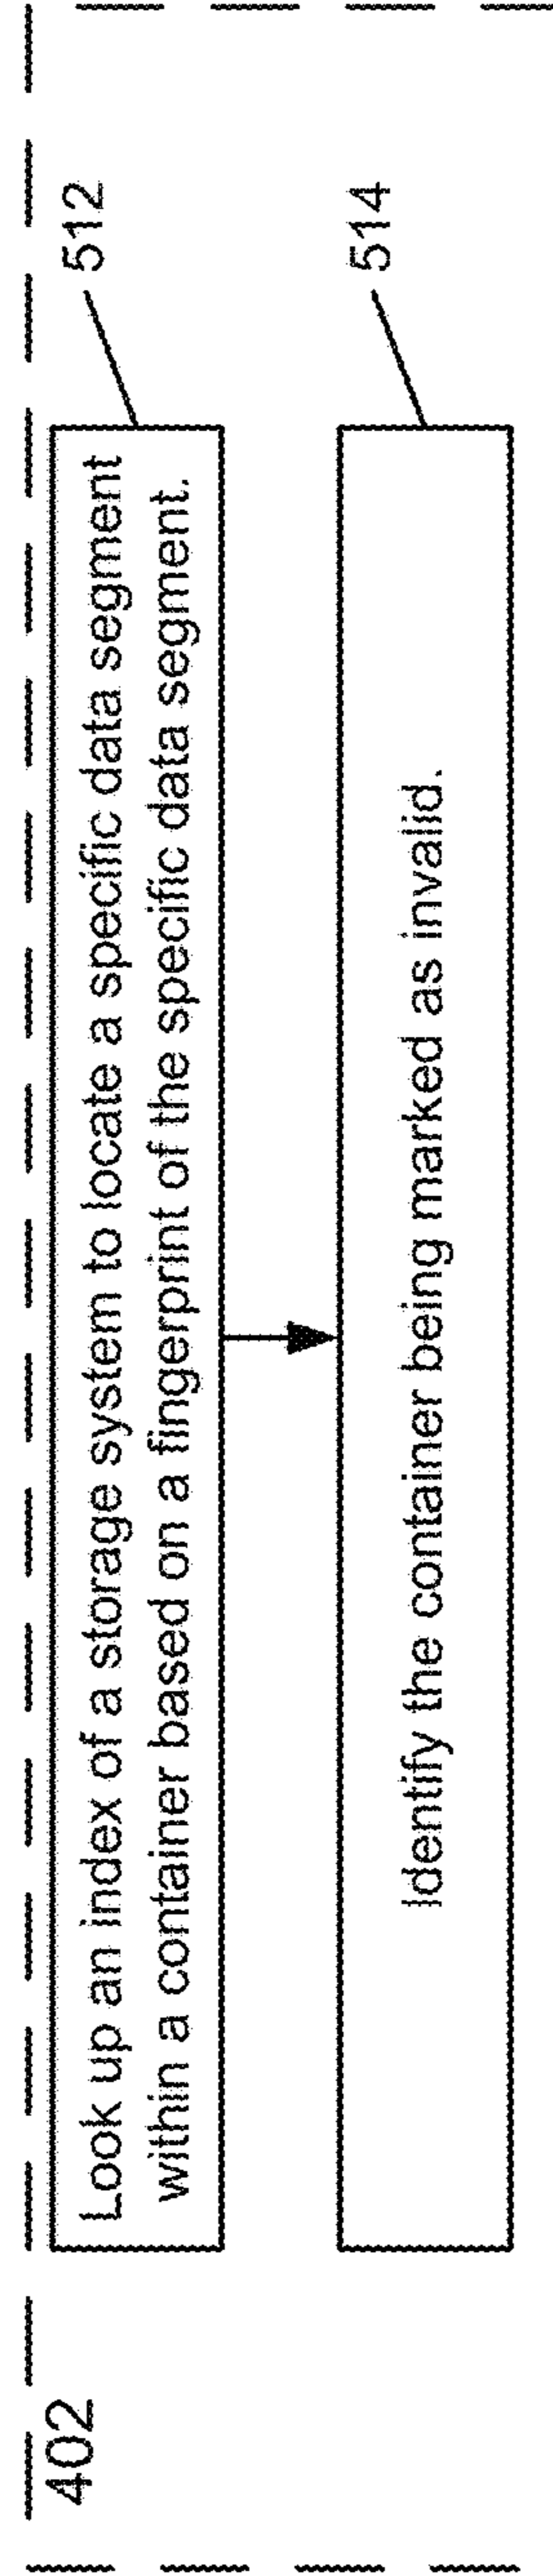 402
Look up an index of a storage system to locate a specific data segment
within a container based on a fingerprint of the specific data segment.
512
Identify the container being marked as invalid.
514